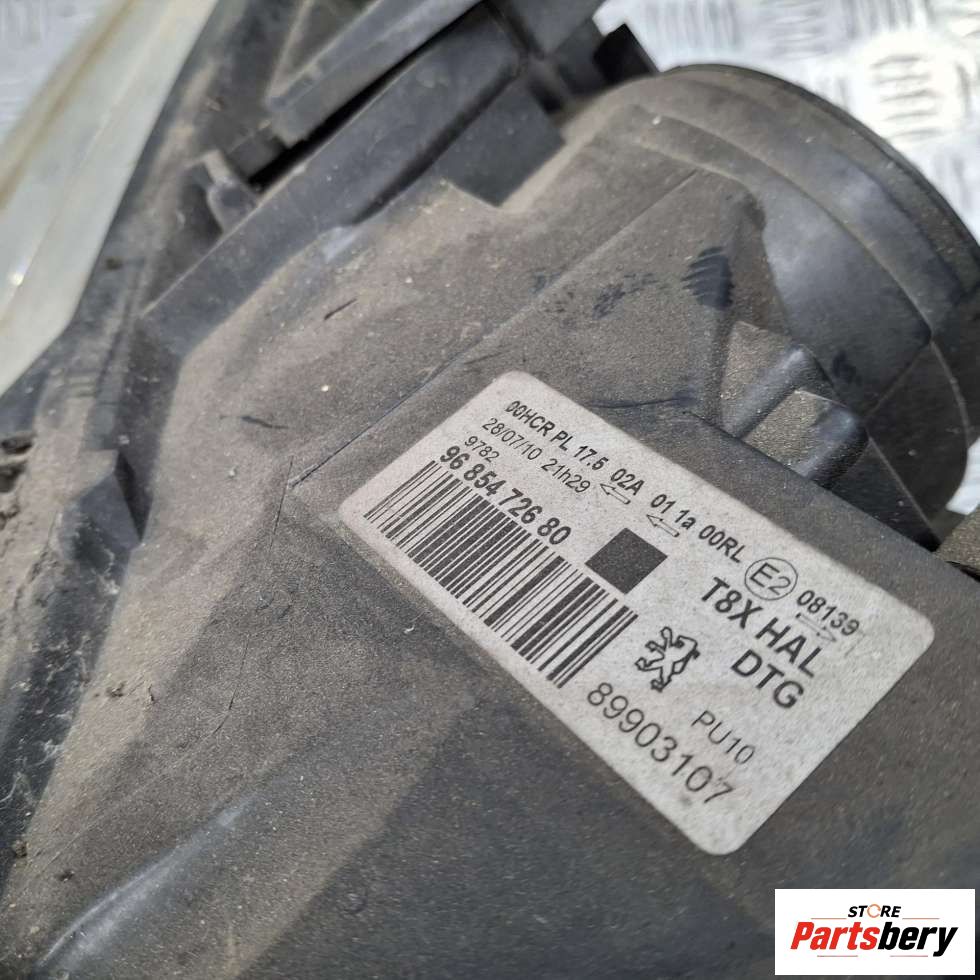 00HCR PL 17.5 02A 01 1a 00RL E2 08139
28/07/10 21h29
9782
96 854 726 80
T8X HAL
DTG
PU10
89903107
STORE
Partsbery